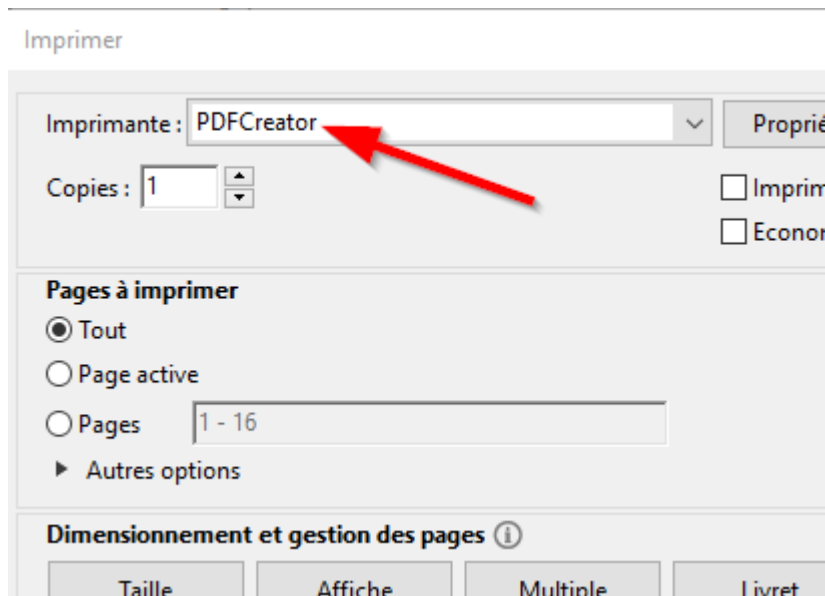 Imprimer
Imprimante : PDFCreator
Copies : 1
Pages à imprimer
Tout
Page active
Pages 1 - 16
Autres options
Dimensionnement et gestion des pages
Taille Affiche Multiple Livret